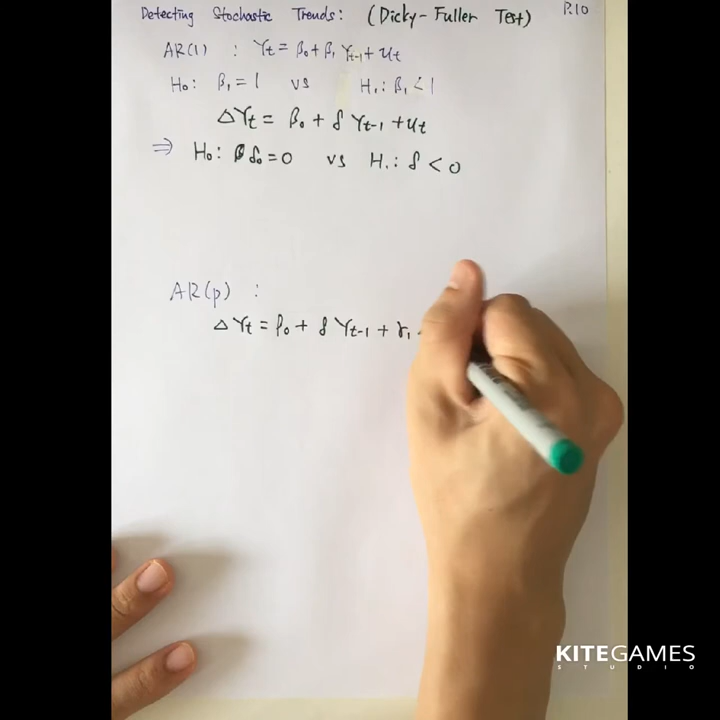 Detecting Stochastic Trends: (Dicky-Fuller Test) P.10
AR(1) : Yt = β0 + β1 Yt-1 + ut
H0: β1 = 1 vs H1: β1 < 1
ΔYt = β0 + δ Yt-1 + ut
⇒ H0: δ0 = 0 vs H1: δ < 0
AR(p) :
ΔYt = β0 + δ Yt-1 + γ1
KITEGAMES
STUDIO